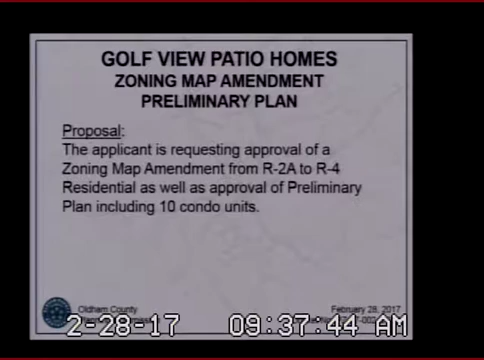 GOLF VIEW PATIO HOMES
ZONING MAP AMENDMENT
PRELIMINARY PLAN
Proposal:
The applicant is requesting approval of a
Zoning Map Amendment from R-2A to R-4
Residential as well as approval of Preliminary
Plan including 10 condo units.
Oldham County February 28, 2017
2-28-17 09:37:44 AM